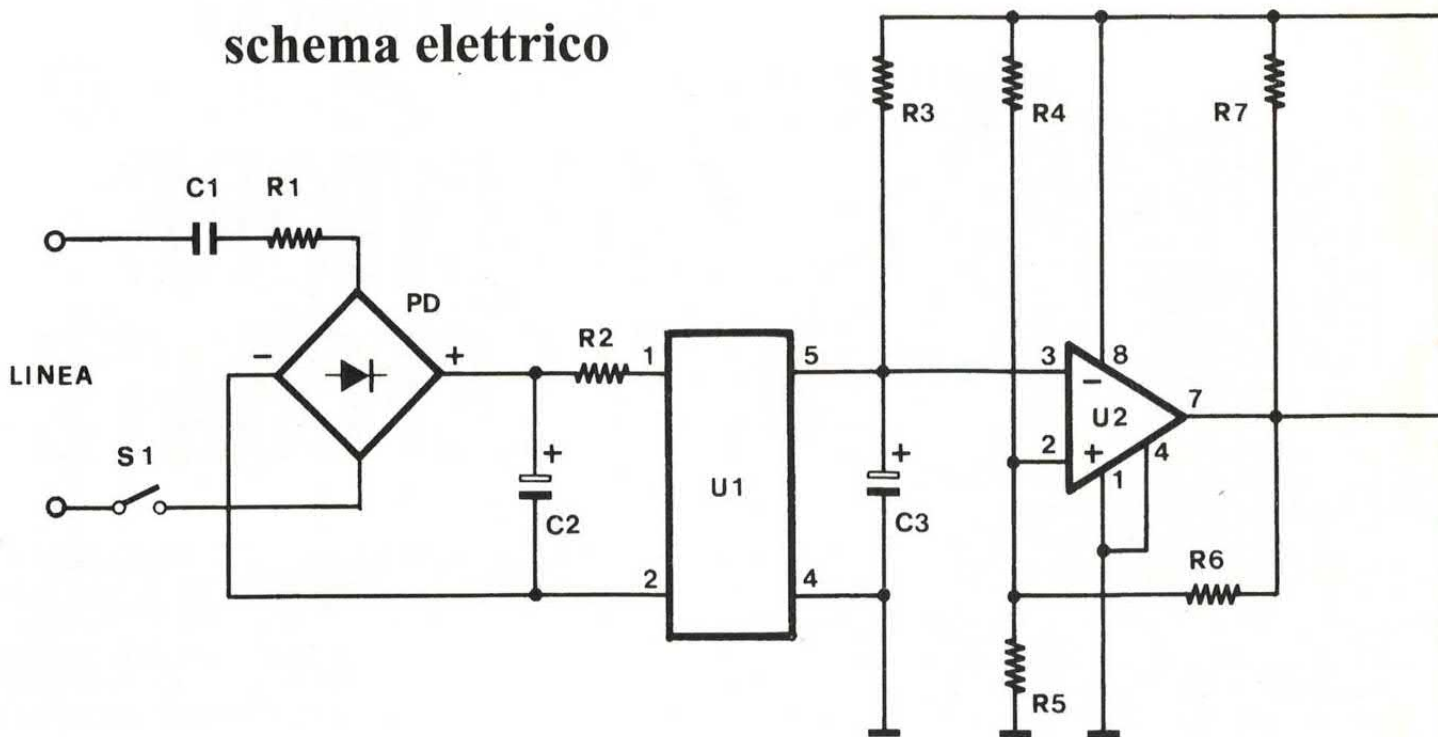 schema elettrico
R3
R4
R7
C1
R1
PD
LINEA
-
+
R2
1
5
3
8
-
U2
7
2
+
1
4
S1
+
C2
U1
+
C3
2
4
R6
R5